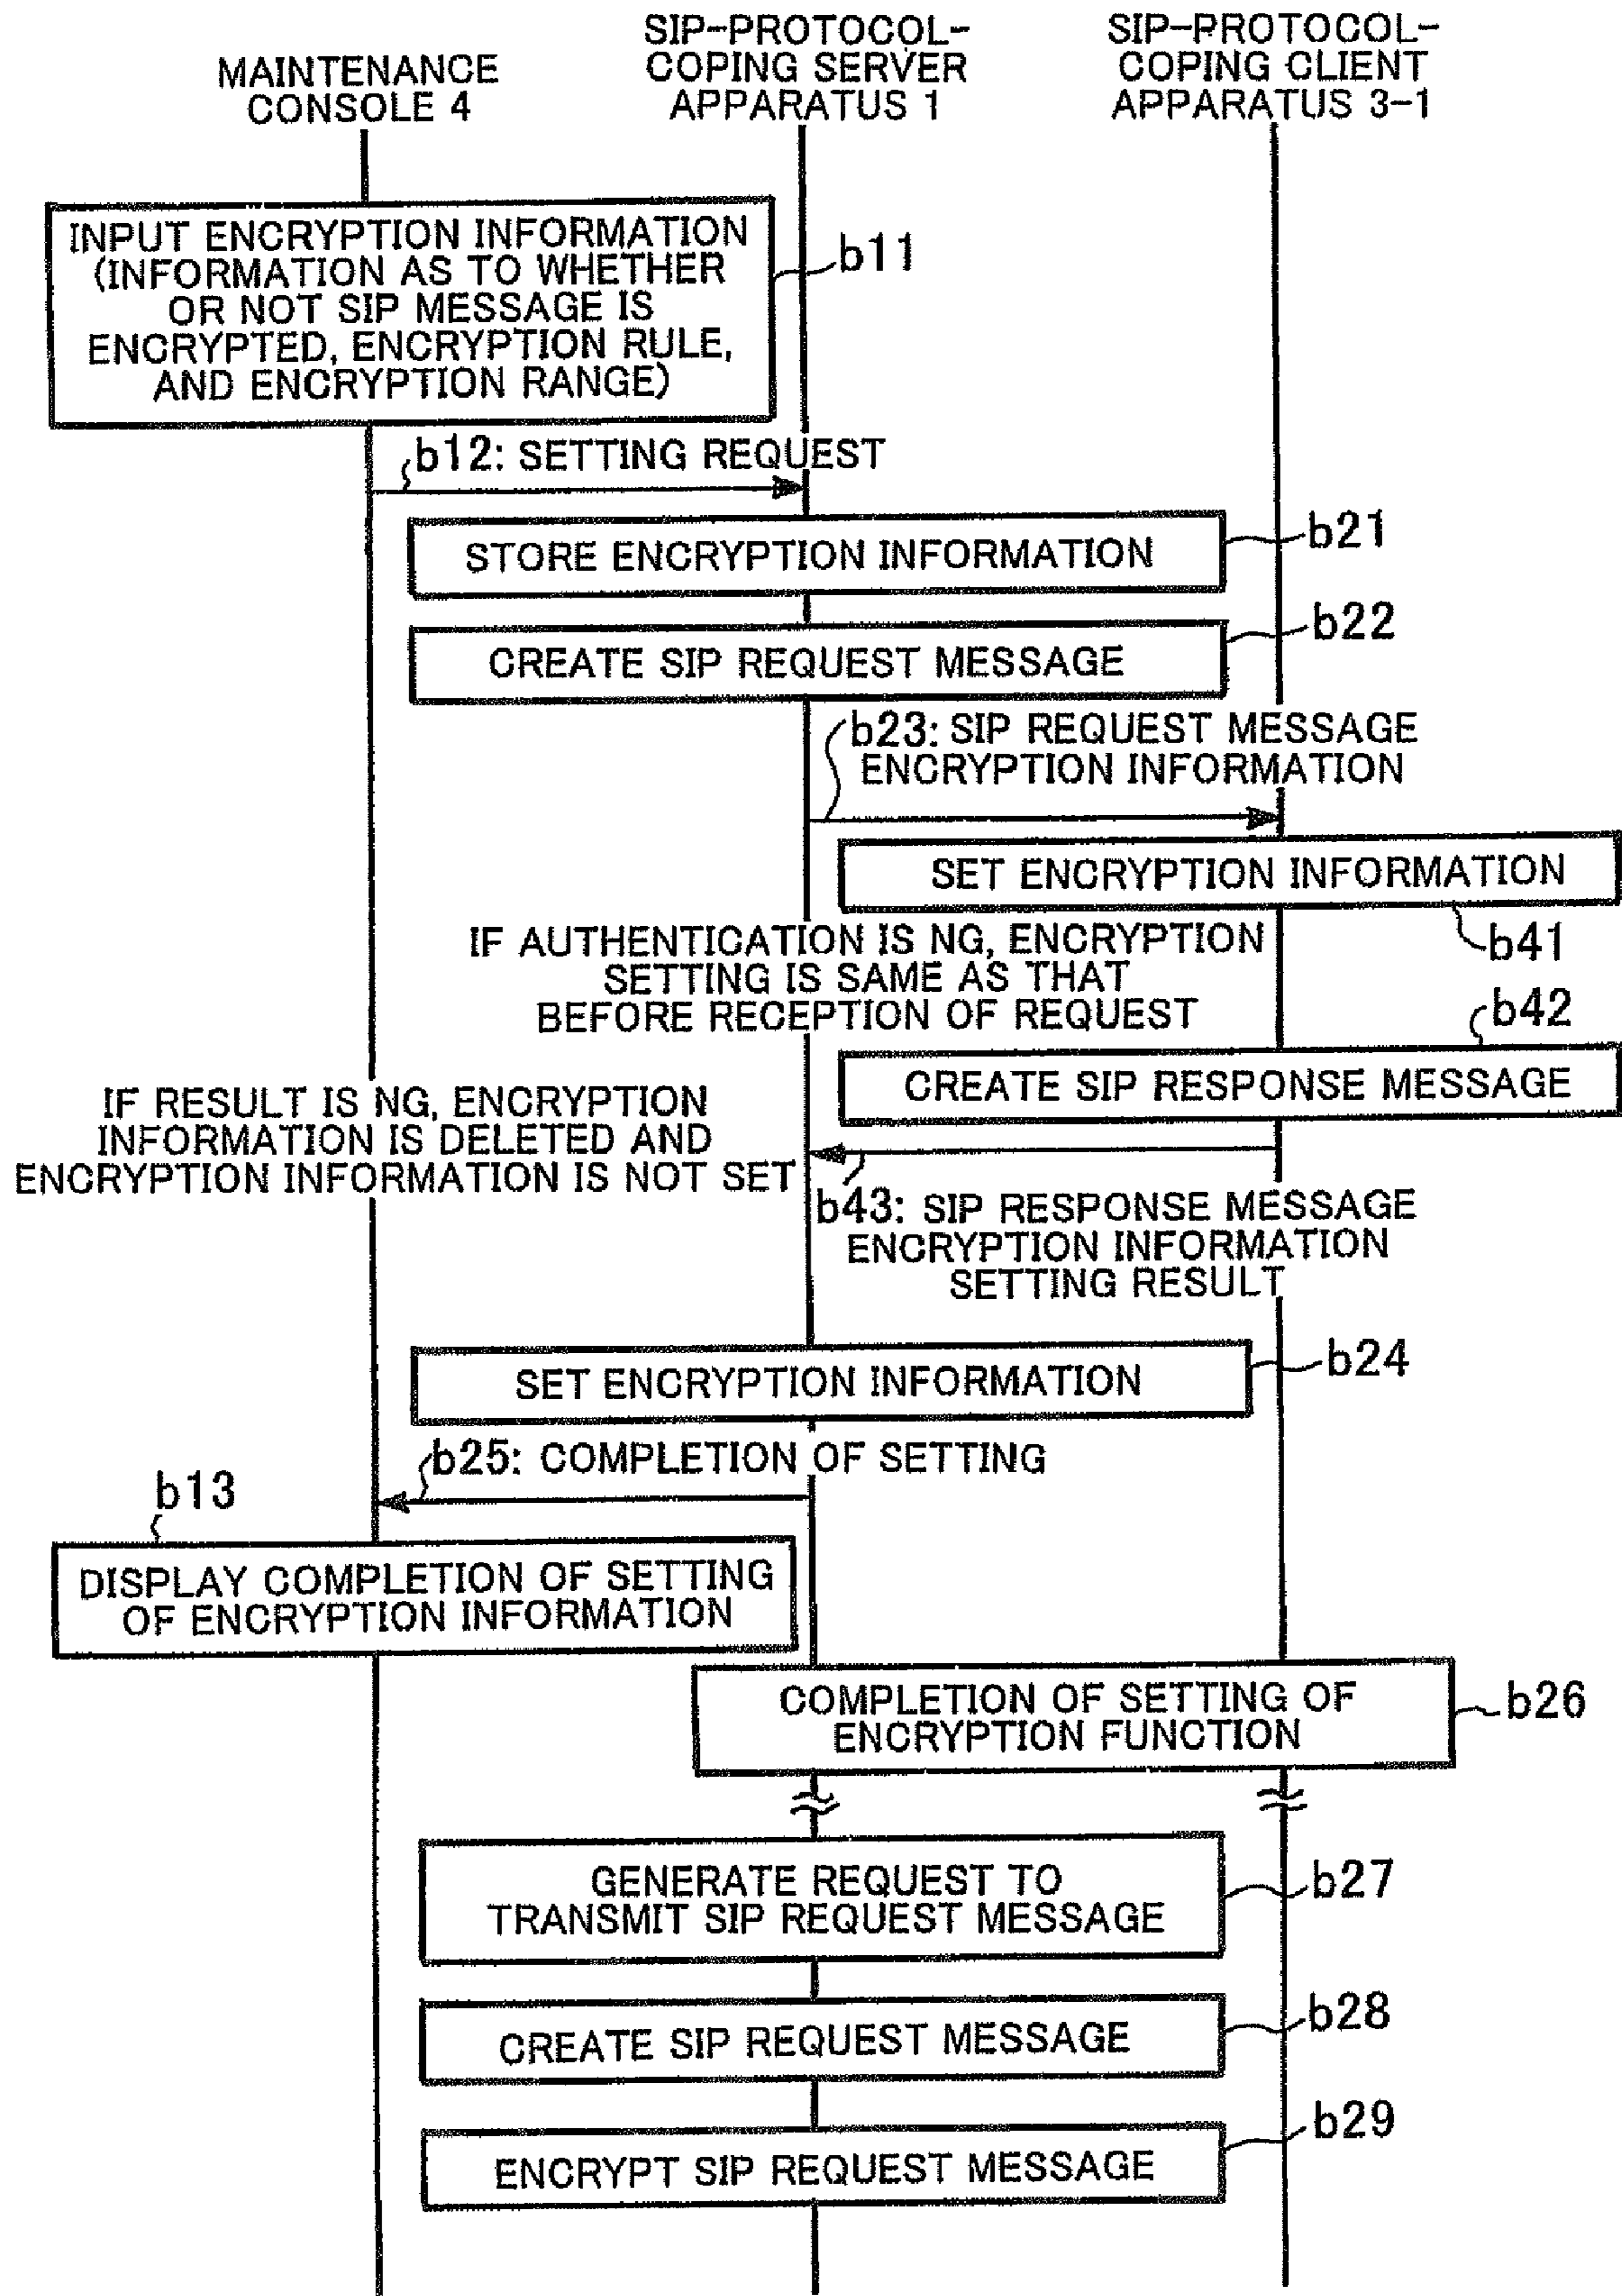 MAINTENANCE
CONSOLE 4
SIP-PROTOCOL-
COPING SERVER
APPARATUS 1
SIP-PROTOCOL-
COPING CLIENT
APPARATUS 3-1
INPUT ENCRYPTION INFORMATION
(INFORMATION AS TO WHETHER
OR NOT SIP MESSAGE IS
ENCRYPTED, ENCRYPTION RULE,
AND ENCRYPTION RANGE)
b11
b12: SETTING REQUEST
STORE ENCRYPTION INFORMATION
b21
CREATE SIP REQUEST MESSAGE
b22
b23: SIP REQUEST MESSAGE
ENCRYPTION INFORMATION
SET ENCRYPTION INFORMATION
b41
IF AUTHENTICATION IS NG, ENCRYPTION
SETTING IS SAME AS THAT
BEFORE RECEPTION OF REQUEST
b42
CREATE SIP RESPONSE MESSAGE
IF RESULT IS NG, ENCRYPTION
INFORMATION IS DELETED AND
ENCRYPTION INFORMATION IS NOT SET
b43: SIP RESPONSE MESSAGE
ENCRYPTION INFORMATION
SETTING RESULT
SET ENCRYPTION INFORMATION
b24
b25: COMPLETION OF SETTING
b13
DISPLAY COMPLETION OF SETTING
OF ENCRYPTION INFORMATION
COMPLETION OF SETTING OF
ENCRYPTION FUNCTION
b26
GENERATE REQUEST TO
TRANSMIT SIP REQUEST MESSAGE
b27
CREATE SIP REQUEST MESSAGE
b28
ENCRYPT SIP REQUEST MESSAGE
b29